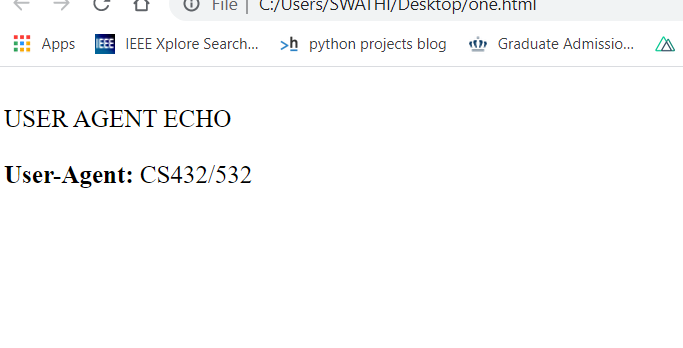 File | C:/Users/SWATHI/Desktop/one.html
Apps IEEE IEEE Xplore Search... >h python projects blog Graduate Admissio...
USER AGENT ECHO
User-Agent: CS432/532